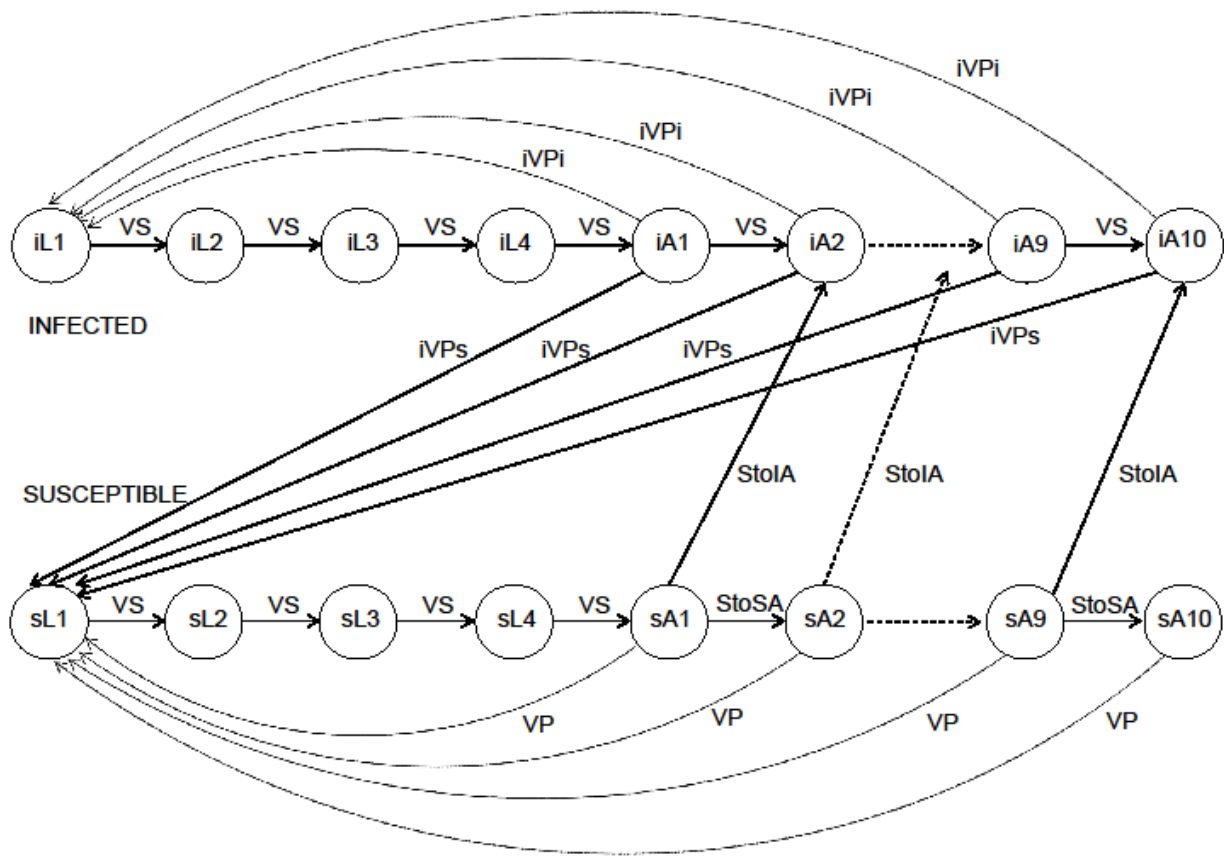 iVPi
iVPi
iVPi
iVPi
iL1 VS iL2 VS iL3 VS iL4 VS iA1 VS iA2 iA9 VS iA10
INFECTED
iVPs iVPs iVPs iVPs
StoIA StoIA StoIA
SUSCEPTIBLE
sL1 VS sL2 VS sL3 VS sL4 VS sA1 StoSA sA2 sA9 StoSA sA10
VP VP VP VP